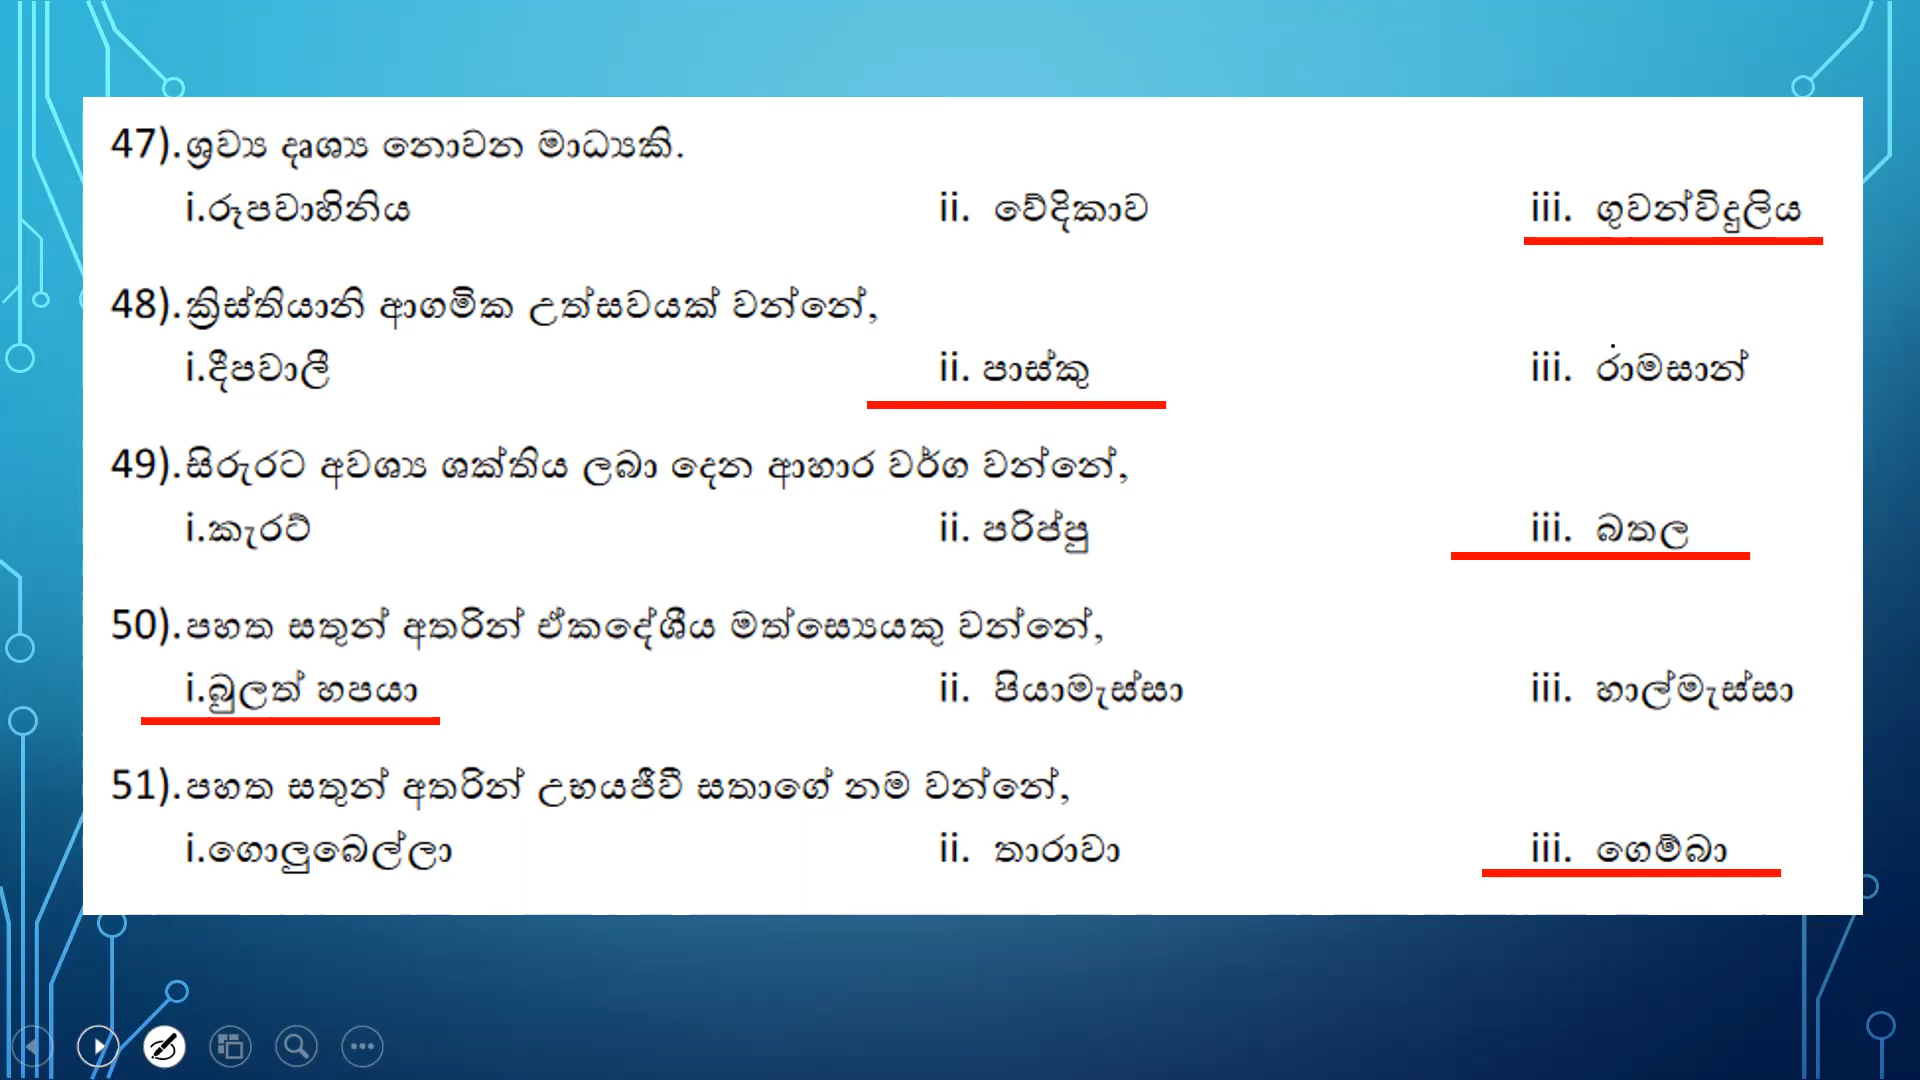 47).ශ්‍රව්‍ය දෘශ්‍ය නොවන මාධ්‍යකි.
i.රූපවාහිනිය ii. වේදිකාව iii. ගුවන්විදුලිය
48).ක්‍රිස්තියානි ආගමික උත්සවයක් වන්නේ,
i.දීපවාලී ii. පාස්කු iii. රාමසාන්
49).සිරුරට අවශ්‍ය ශක්තිය ලබා දෙන ආහාර වර්ග වන්නේ,
i.කැරට් ii. පරිප්පු iii. බතල
50).පහත සතුන් අතරින් ඒකදේශීය මත්ස්‍යෙයකු වන්නේ,
i.බුලත් හපයා ii. පියාමැස්සා iii. හාල්මැස්සා
51).පහත සතුන් අතරින් උභයජීවී සතාගේ නම වන්නේ,
i.ගොලුබෙල්ලා ii. තාරාවා iii. ගෙම්බා